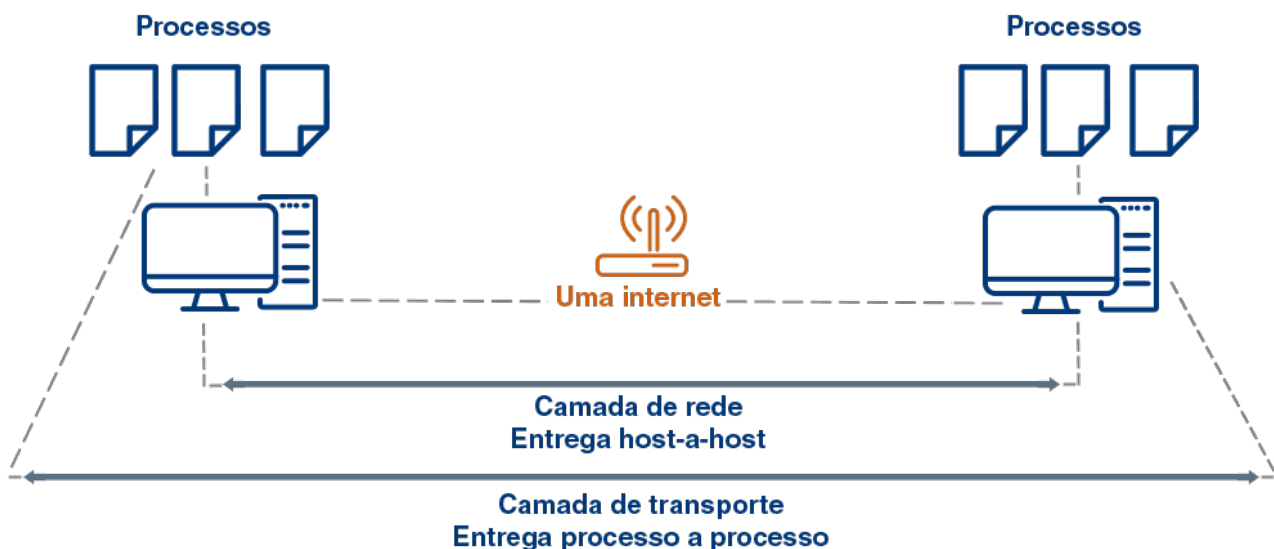 Processos
Processos
Uma internet
Camada de rede
Entrega host-a-host
Camada de transporte
Entrega processo a processo